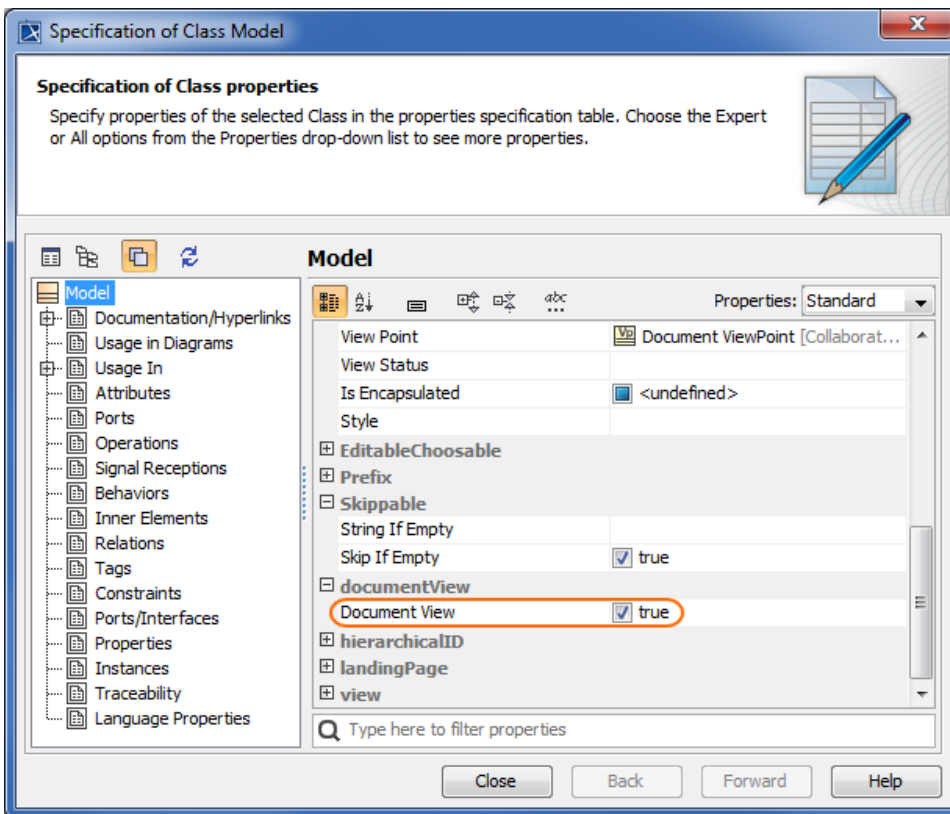 Specification of Class Model
x
Specification of Class properties
Specify properties of the selected Class in the properties specification table. Choose the Expert
or All options from the Properties drop-down list to see more properties.
Model
Model
Documentation/Hyperlinks
Usage in Diagrams
Usage In
Attributes
Ports
Operations
Signal Receptions
Behaviors
Inner Elements
Relations
Tags
Constraints
Ports/Interfaces
Properties
Instances
Traceability
Language Properties
abc
Properties: Standard
View Point Document ViewPoint [Collaborat...
View Status
Is Encapsulated <undefined>
Style
EditableChoosable
Prefix
Skippable
String If Empty
Skip If Empty true
documentView
Document View true
hierarchicalID
landingPage
view
Type here to filter properties
Close Back Forward Help